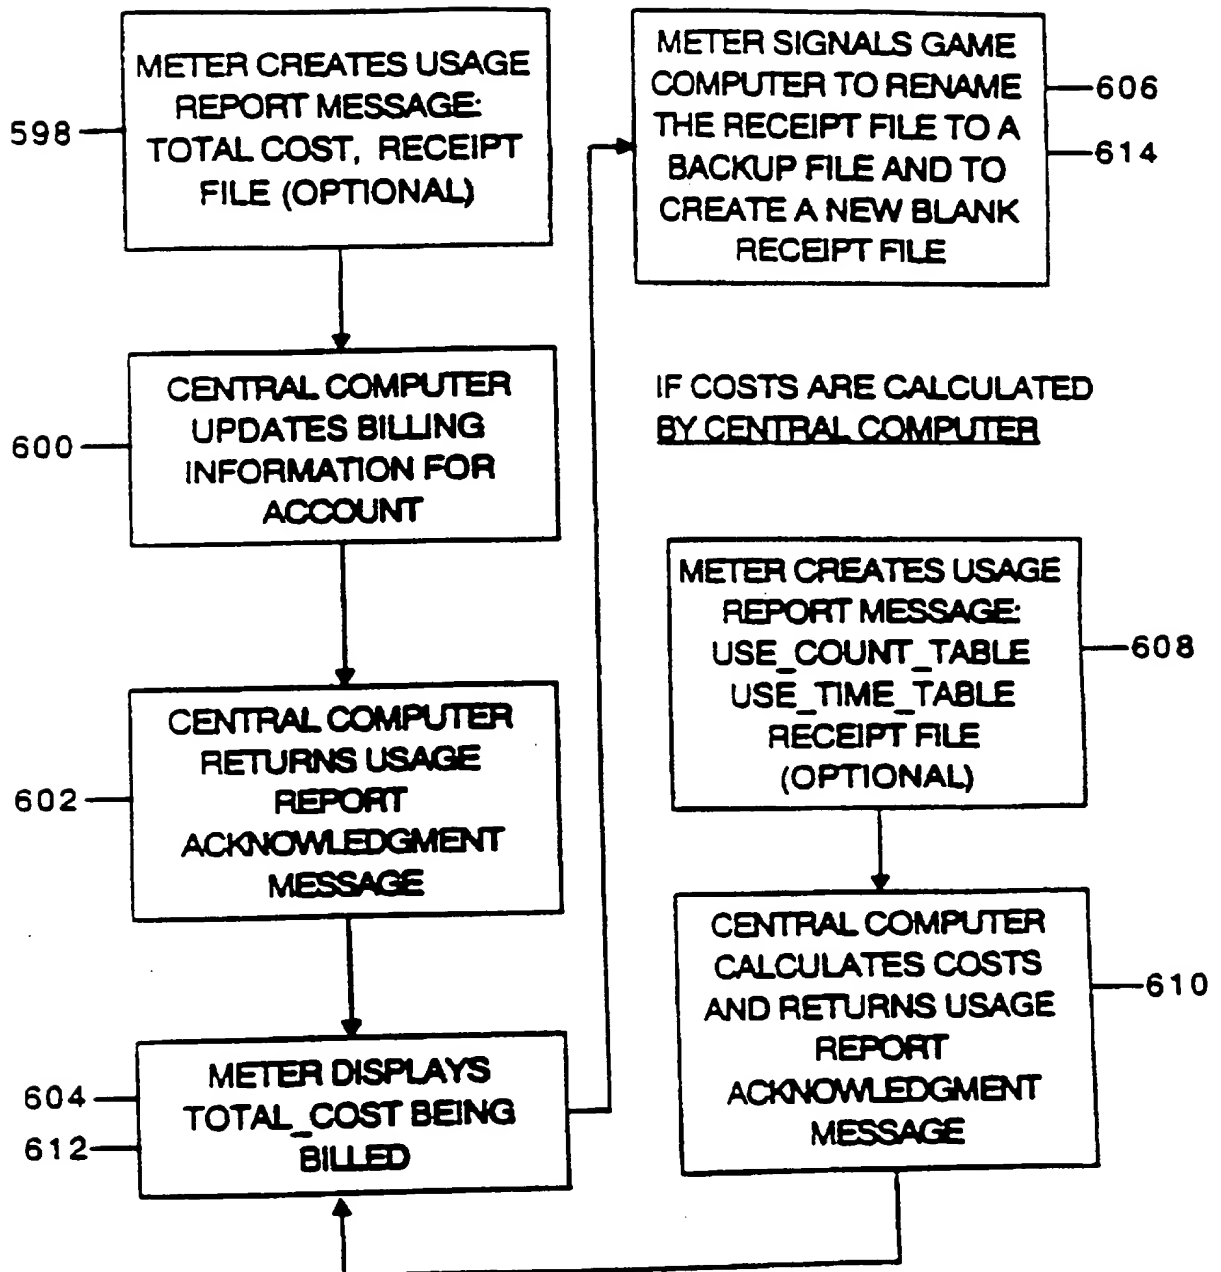 598
METER CREATES USAGE
REPORT MESSAGE:
TOTAL COST, RECEIPT
FILE (OPTIONAL)
600
CENTRAL COMPUTER
UPDATES BILLING
INFORMATION FOR
ACCOUNT
602
CENTRAL COMPUTER
RETURNS USAGE
REPORT
ACKNOWLEDGMENT
MESSAGE
604
612
METER DISPLAYS
TOTAL_COST BEING
BILLED
METER SIGNALS GAME
COMPUTER TO RENAME
THE RECEIPT FILE TO A
BACKUP FILE AND TO
CREATE A NEW BLANK
RECEIPT FILE
606
614
IF COSTS ARE CALCULATED
BY CENTRAL COMPUTER
METER CREATES USAGE
REPORT MESSAGE:
USE_COUNT_TABLE
USE_TIME_TABLE
RECEIPT FILE
(OPTIONAL)
608
CENTRAL COMPUTER
CALCULATES COSTS
AND RETURNS USAGE
REPORT
ACKNOWLEDGMENT
MESSAGE
610